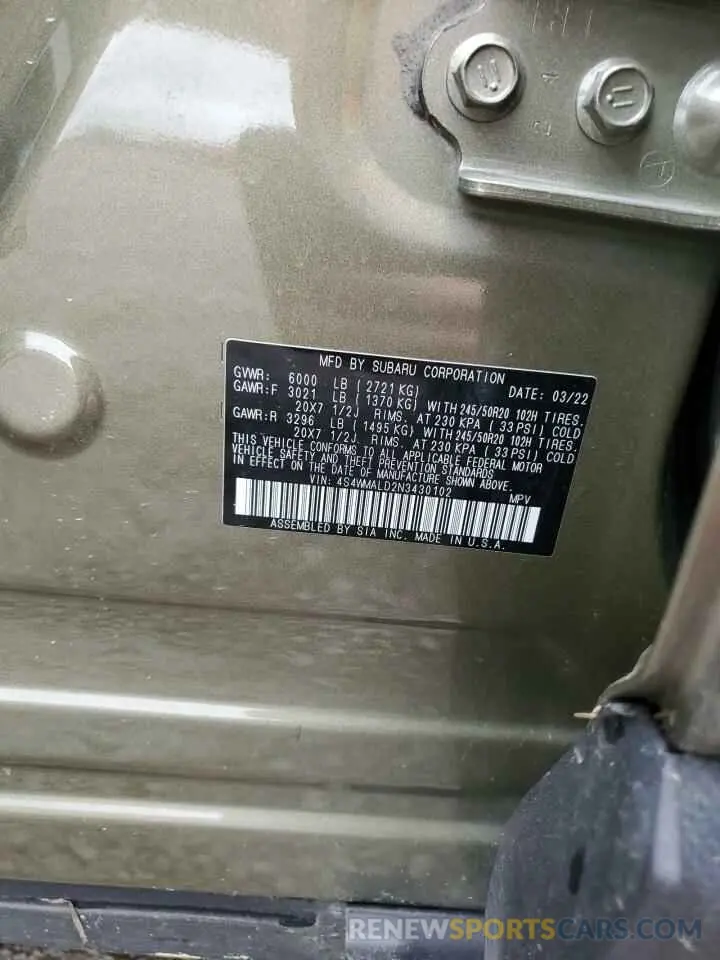 MFD BY SUBARU CORPORATION
GVWR: 6000 LB ( 2721 KG) DATE: 03/22
GAWR:F 3021 LB ( 1370 KG) WITH 245/50R20 102H TIRES.
20X7 1/2J RIMS. AT 230 KPA ( 33 PSI) COLD
GAWR:R 3296 LB ( 1495 KG) WITH 245/50R20 102H TIRES.
20X7 1/2J. RIMS. AT 230 KPA ( 33 PSI) COLD
THIS VEHICLE CONFORMS TO ALL APPLICABLE FEDERAL MOTOR
VEHICLE SAFETY AND THEFT PREVENTION STANDARDS
IN EFFECT ON THE DATE OF MANUFACTURE SHOWN ABOVE.
VIN: 4S4WMALD2N3430102 MPV
ASSEMBLED BY SIA INC. MADE IN U.S.A.
RENEWSPORTSCARS.COM